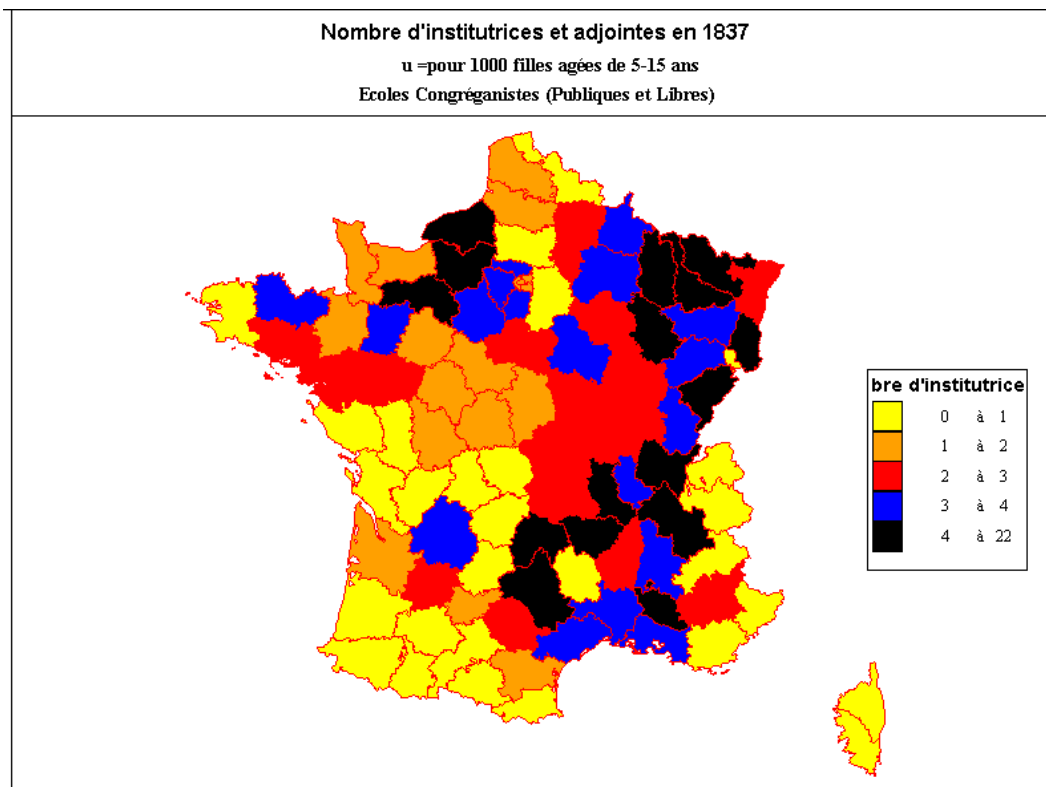 Nombre d'institutrices et adjointes en 1837
u =pour 1000 filles agées de 5-15 ans
Ecoles Congréganistes (Publiques et Libres)
bre d'institutrice
0 à 1
1 à 2
2 à 3
3 à 4
4 à 22